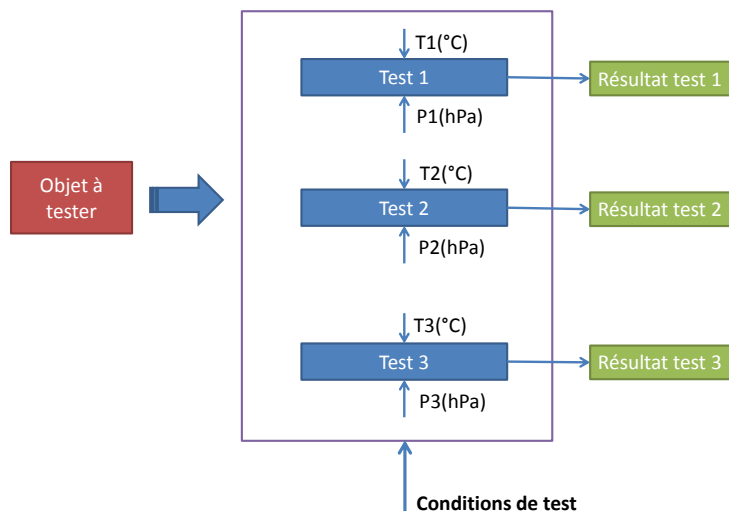 T1(°C)
Test 1
Résultat test 1
P1(hPa)
Objet à
tester
T2(°C)
Test 2
Résultat test 2
P2(hPa)
T3(°C)
Test 3
Résultat test 3
P3(hPa)
Conditions de test